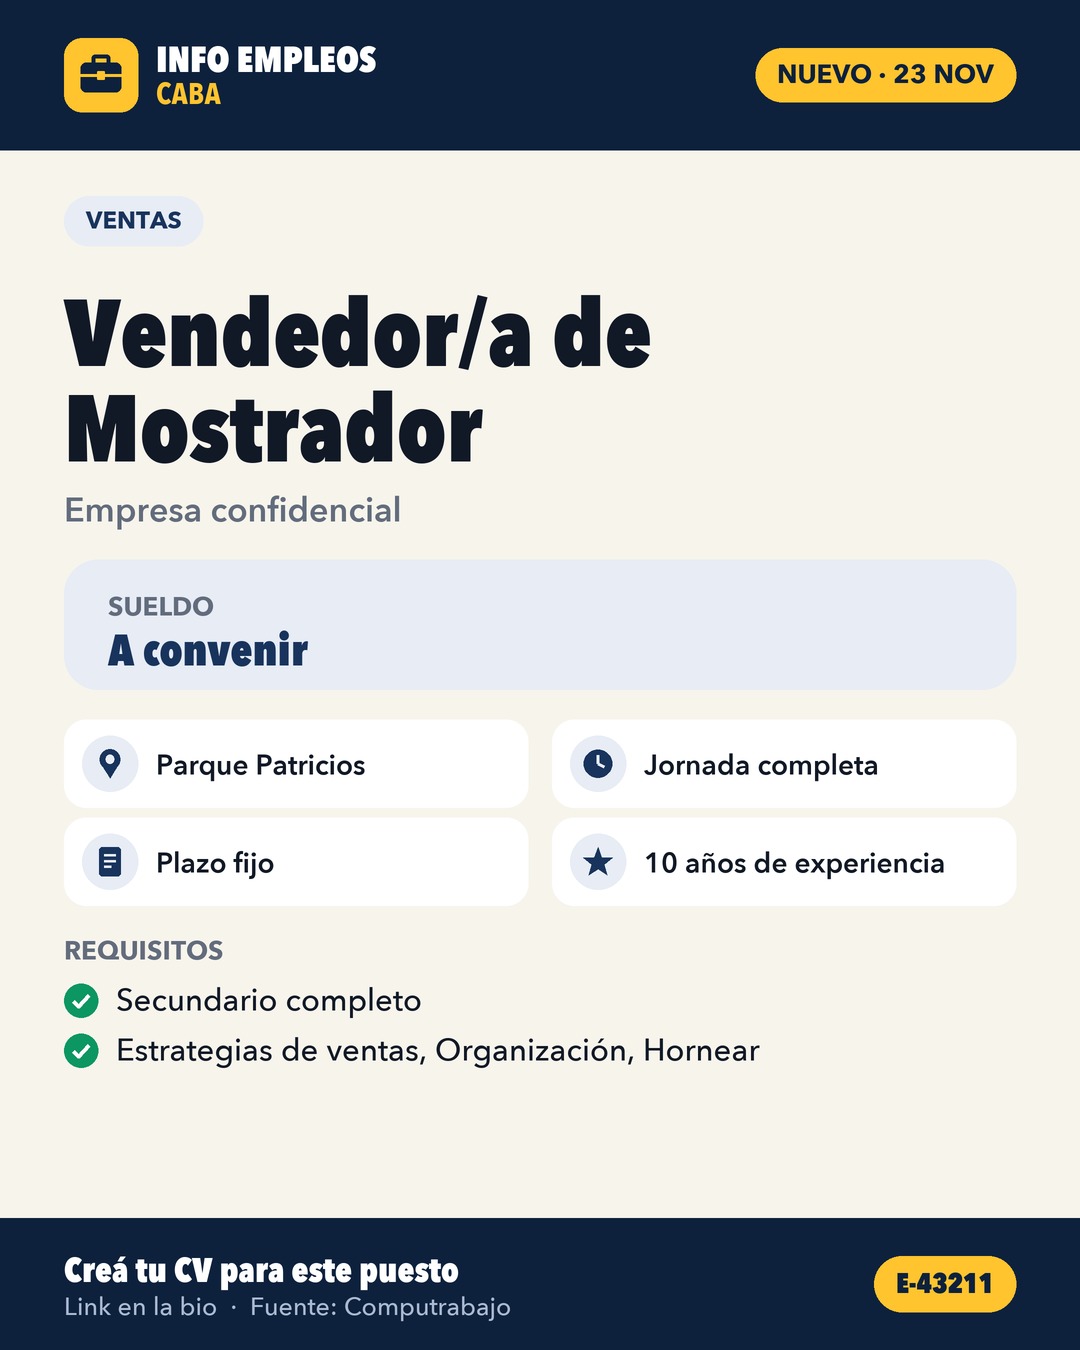 INFO EMPLEOS
CABA
NUEVO · 23 NOV
VENTAS
Vendedor/a de
Mostrador
Empresa confidencial
SUELDO
A convenir
Parque Patricios
Jornada completa
Plazo fijo
10 años de experiencia
REQUISITOS
Secundario completo
Estrategias de ventas, Organización, Hornear
Creá tu CV para este puesto
Link en la bio · Fuente: Computrabajo
E-43211